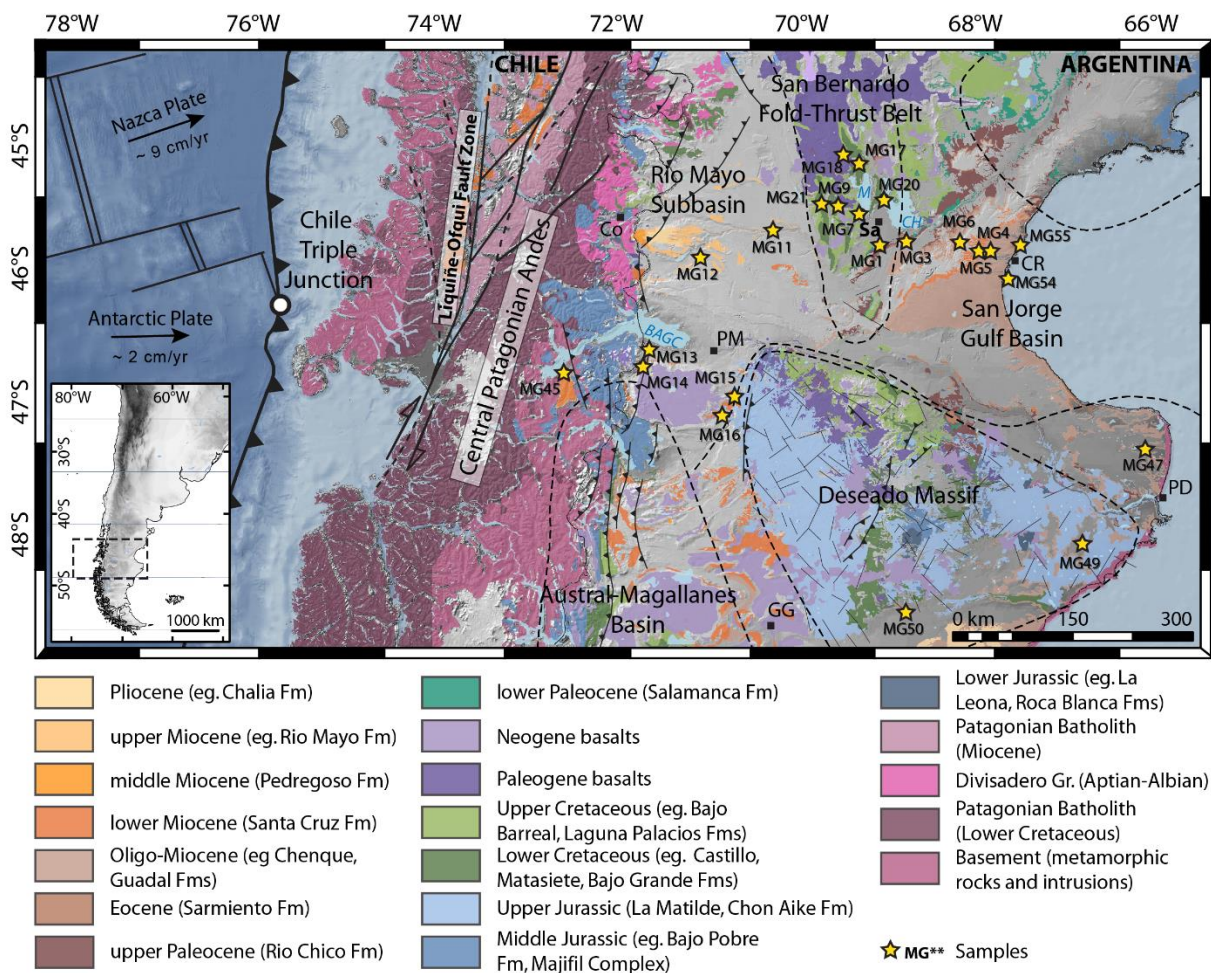 78°W 76°W 74°W 72°W 70°W 68°W 66°W
CHILE
ARGENTINA
45°S
46°S
47°S
48°S
Nazca Plate
~ 9 cm/yr
Chile
Triple
Junction
Antarctic Plate
~ 2 cm/yr
Liquiñe-Ofqui Fault Zone
Central Patagonian Andes
San Bernardo
Fold-Thrust Belt
Rio Mayo
Subbasin
Co
MG17
MG18
MG9
MG21
MG20
M
MG7
Sa
CH
MG11
MG12
MG1
MG3
MG6
MG4
MG5
MG55
CR
MG54
San Jorge
Gulf Basin
BAGC
PM
MG13
MG14
MG15
MG45
MG16
MG47
PD
Deseado Massif
MG49
MG50
Austral-Magallanes
Basin
GG
0 km 150 300
80°W 60°W
30°S
40°S
50°S
1000 km
Pliocene (eg. Chalia Fm)
upper Miocene (eg. Rio Mayo Fm)
middle Miocene (Pedregoso Fm)
lower Miocene (Santa Cruz Fm)
Oligo-Miocene (eg Chenque,
Guadal Fms)
Eocene (Sarmiento Fm)
upper Paleocene (Rio Chico Fm)
lower Paleocene (Salamanca Fm)
Neogene basalts
Paleogene basalts
Upper Cretaceous (eg. Bajo
Barreal, Laguna Palacios Fms)
Lower Cretaceous (eg. Castillo,
Matasiete, Bajo Grande Fms)
Upper Jurassic (La Matilde, Chon Aike Fm)
Middle Jurassic (eg. Bajo Pobre
Fm, Majifil Complex)
Lower Jurassic (eg. La
Leona, Roca Blanca Fms)
Patagonian Batholith
(Miocene)
Divisadero Gr. (Aptian-Albian)
Patagonian Batholith
(Lower Cretaceous)
Basement (metamorphic
rocks and intrusions)
MG** Samples